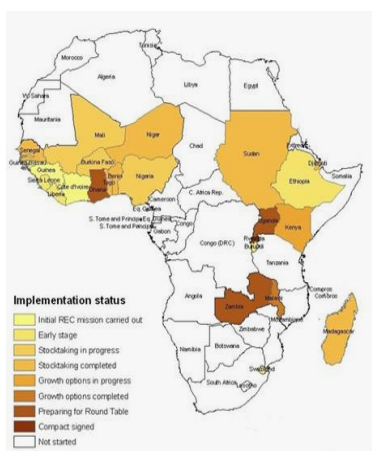 Tunisia
Morocco
Algeria
Libya
Egypt
W. Sahara
Mauritania
Mali
Niger
Chad
Sudan
Eritrea
Senegal
Guinea
Burkina Faso
Djibouti
Benin
Nigeria
Somalia
Sierra Leone
Côte d'Ivoire
Ghana
Togo
Ethiopia
Liberia
C. Africa Rep.
Cameroon
Eq. Guinea
S. Tome and Principe
Uganda
Congo
Kenya
S. Tome and Principe
Gabon
Rwanda
Congo (DRC)
Burundi
Tanzania
Comoros
Angola
Malawi
Zambia
Mozambique
Zimbabwe
Madagascar
Namibia
Botswana
Swaziland
South Africa
Lesotho
Implementation status
Initial REC mission carried out
Early stage
Stocktaking in progress
Stocktaking completed
Growth options in progress
Growth options completed
Preparing for Round Table
Compact signed
Not started